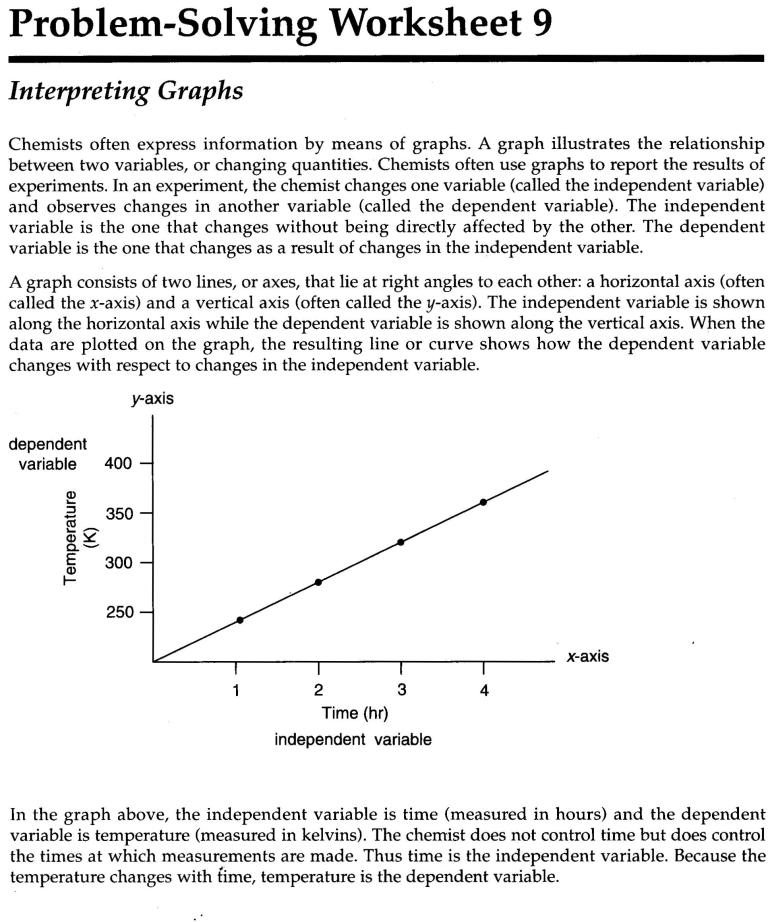 Problem-Solving Worksheet 9
Interpreting Graphs
Chemists often express information by means of graphs. A graph illustrates the relationship
between two variables, or changing quantities. Chemists often use graphs to report the results of
experiments. In an experiment, the chemist changes one variable (called the independent variable)
and observes changes in another variable (called the dependent variable). The independent
variable is the one that changes without being directly affected by the other. The dependent
variable is the one that changes as a result of changes in the independent variable.
A graph consists of two lines, or axes, that lie at right angles to each other: a horizontal axis (often
called the x-axis) and a vertical axis (often called the y-axis). The independent variable is shown
along the horizontal axis while the dependent variable is shown along the vertical axis. When the
data are plotted on the graph, the resulting line or curve shows how the dependent variable
changes with respect to changes in the independent variable.
y-axis
dependent
variable
400
350
300
250
Temperature
(K)
x-axis
1 2 3 4
Time (hr)
independent variable
In the graph above, the independent variable is time (measured in hours) and the dependent
variable is temperature (measured in kelvins). The chemist does not control time but does control
the times at which measurements are made. Thus time is the independent variable. Because the
temperature changes with time, temperature is the dependent variable.